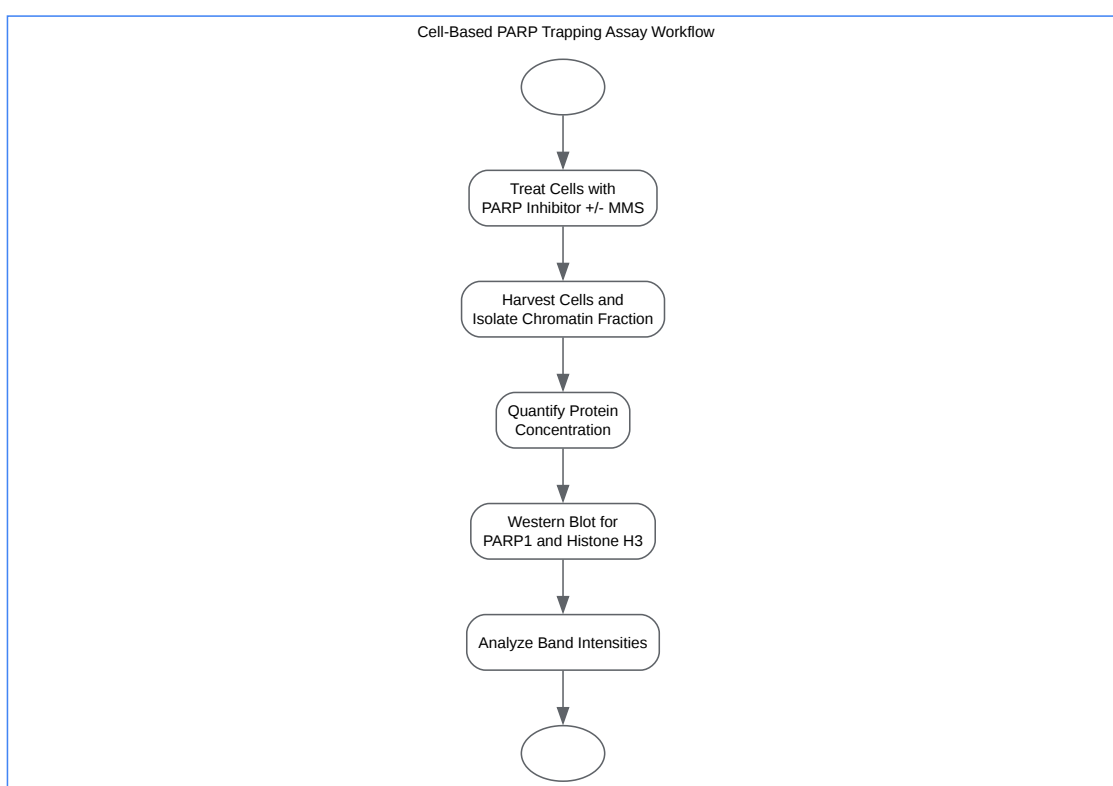 Cell-Based PARP Trapping Assay Workflow
Treat Cells with
PARP Inhibitor +/- MMS
Harvest Cells and
Isolate Chromatin Fraction
Quantify Protein
Concentration
Western Blot for
PARP1 and Histone H3
Analyze Band Intensities